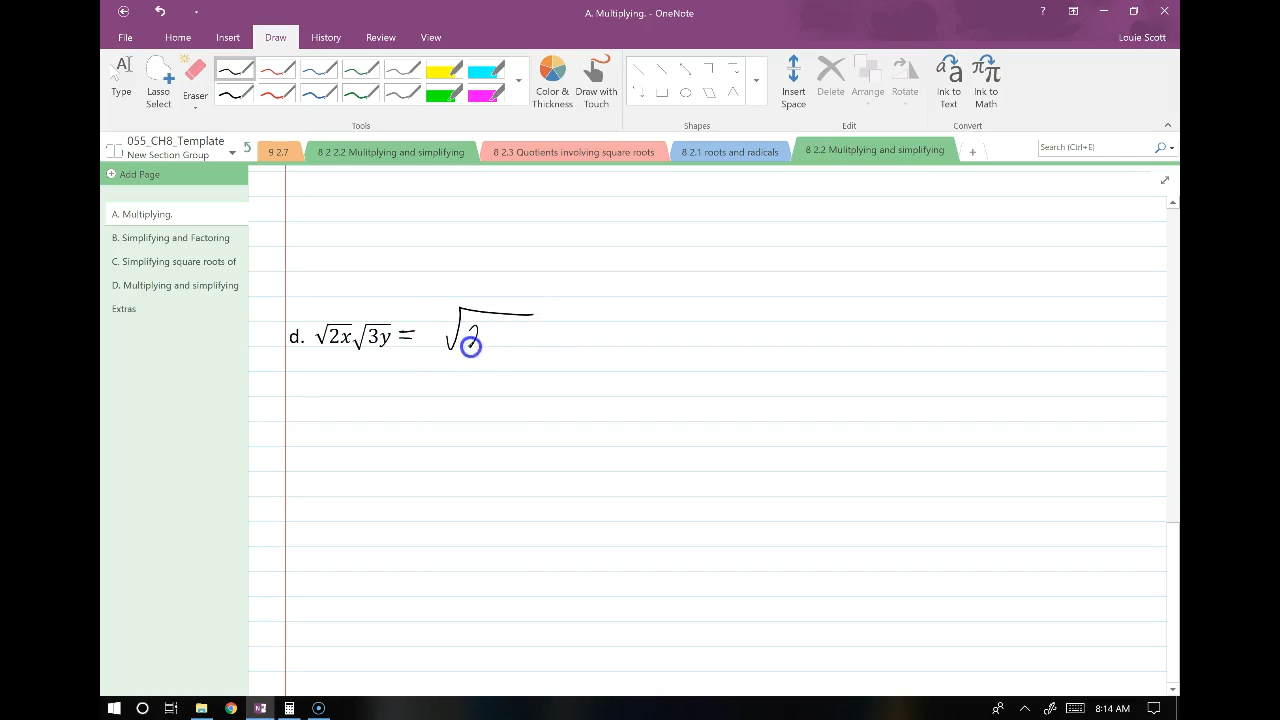 A. Multiplying. - OneNote
?
File Home Insert Draw History Review View
Louie Scott
Type
Lasso Select
Eraser
Color & Thickness
Draw with Touch
Insert Space
Delete
Arrange
Rotate
Ink to Text
Ink to Math
Tools
Shapes
Edit
Convert
055_CH8_Template
New Section Group
9 2.7
8 2.2.2 Mulitplying and simplifying
8 2.3 Quotients involving square roots
8 2.1 roots and radicals
8 2.2 Mulitplying and simplifying
Search (Ctrl+E)
Add Page
A. Multiplying.
B. Simplifying and Factoring
C. Simplifying square roots of
D. Multiplying and simplifying
Extras
d. √2x√3y = √2
8:14 AM